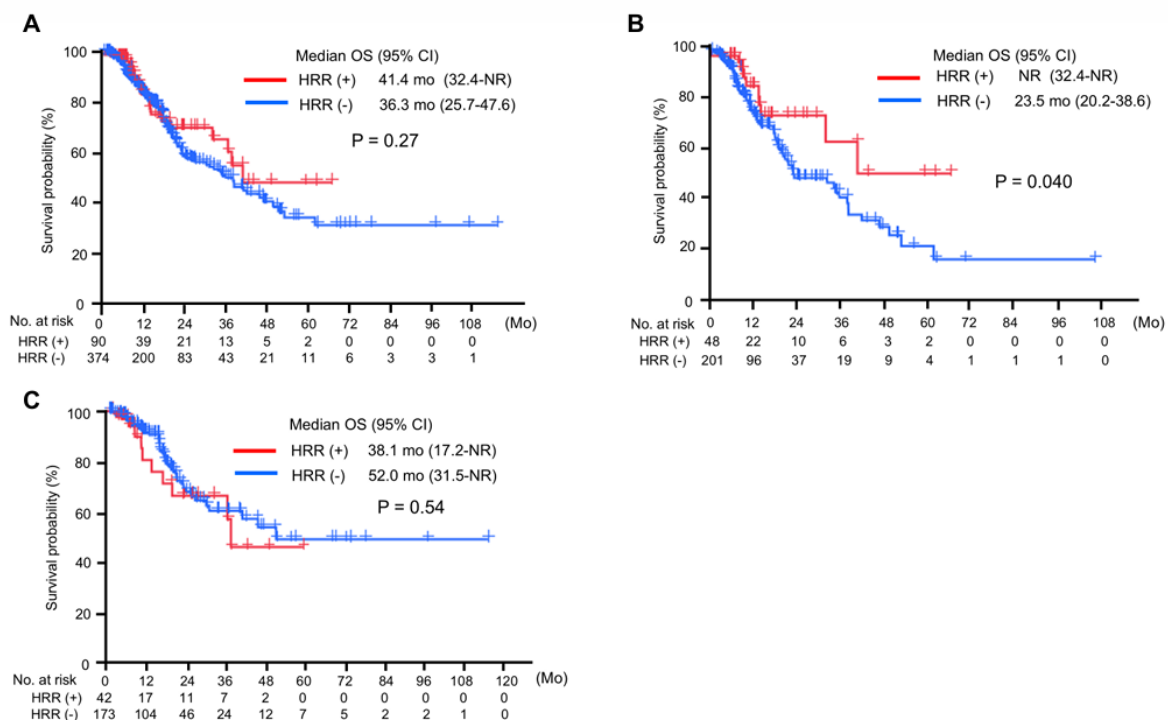 A
Survival probability (%)
100
80
60
40
20
0
Median OS (95% CI)
HRR (+) 41.4 mo (32.4-NR)
HRR (-) 36.3 mo (25.7-47.6)
P = 0.27
No. at risk 0 12 24 36 48 60 72 84 96 108 (Mo)
HRR (+) 90 39 21 13 5 2 0 0 0 0
HRR (-) 374 200 83 43 21 11 6 3 3 1
B
Survival probability (%)
100
80
60
40
20
0
Median OS (95% CI)
HRR (+) NR (32.4-NR)
HRR (-) 23.5 mo (20.2-38.6)
P = 0.040
No. at risk 0 12 24 36 48 60 72 84 96 108 (Mo)
HRR (+) 48 22 10 6 3 2 0 0 0 0
HRR (-) 201 96 37 19 9 4 1 1 1 0
C
Survival probability (%)
100
80
60
40
20
0
Median OS (95% CI)
HRR (+) 38.1 mo (17.2-NR)
HRR (-) 52.0 mo (31.5-NR)
P = 0.54
No. at risk 0 12 24 36 48 60 72 84 96 108 120 (Mo)
HRR (+) 42 17 11 7 2 0 0 0 0 0 0
HRR (-) 173 104 46 24 12 7 5 2 2 1 0